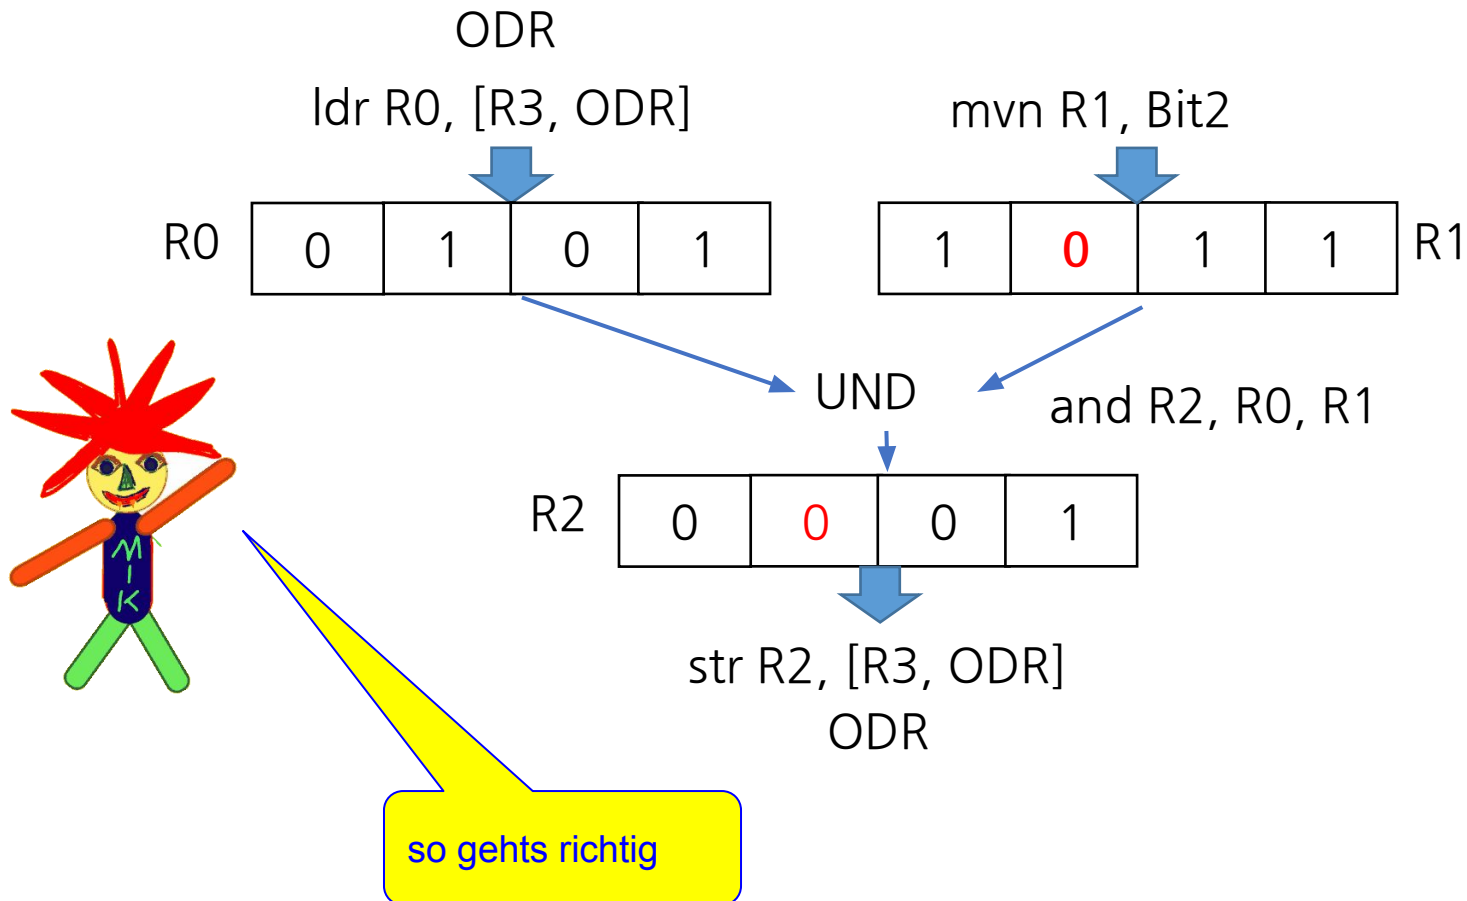 ODR
ldr R0, [R3, ODR]
mvn R1, Bit2
R0
0 1 0 1
1 0 1 1
R1
UND
and R2, R0, R1
R2
0 0 0 1
M
I
K
str R2, [R3, ODR]
ODR
so gehts richtig